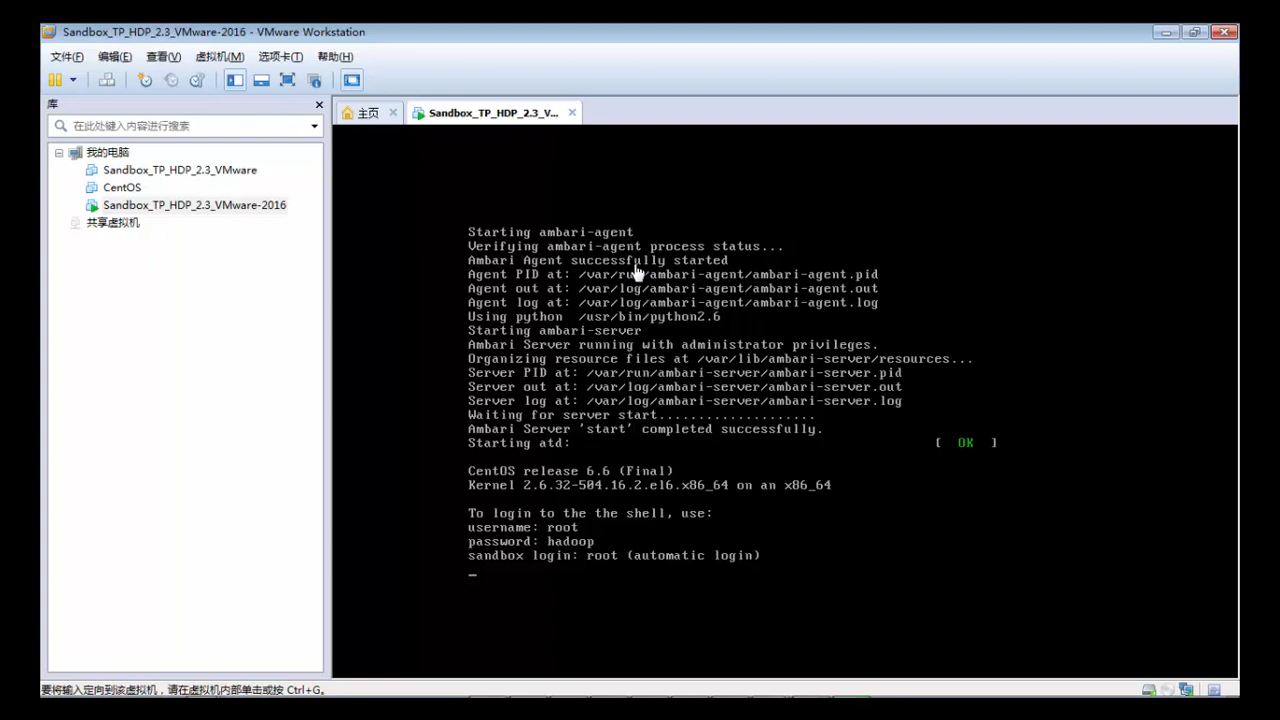 Sandbox_TP_HDP_2.3_VMware-2016 - VMware Workstation
文件(F) 编辑(E) 查看(V) 虚拟机(M) 选项卡(T) 帮助(H)
库
在此处键入内容进行搜索
我的电脑
Sandbox_TP_HDP_2.3_VMware
CentOS
Sandbox_TP_HDP_2.3_VMware-2016
共享虚拟机
主页 Sandbox_TP_HDP_2.3_V...
Starting ambari-agent
Verifying ambari-agent process status...
Ambari Agent successfully started
Agent PID at: /var/run/ambari-agent/ambari-agent.pid
Agent out at: /var/log/ambari-agent/ambari-agent.out
Agent log at: /var/log/ambari-agent/ambari-agent.log
Using python  /usr/bin/python2.6
Starting ambari-server
Ambari Server running with administrator privileges.
Organizing resource files at /var/lib/ambari-server/resources...
Server PID at: /var/run/ambari-server/ambari-server.pid
Server out at: /var/log/ambari-server/ambari-server.out
Server log at: /var/log/ambari-server/ambari-server.log
Waiting for server start....................
Ambari Server 'start' completed successfully.
Starting atd: [  OK  ]
CentOS release 6.6 (Final)
Kernel 2.6.32-504.16.2.el6.x86_64 on an x86_64
To login to the the shell, use:
username: root
password: hadoop
sandbox login: root (automatic login)
_
要将输入定向到该虚拟机，请在虚拟机内部单击或按 Ctrl+G。